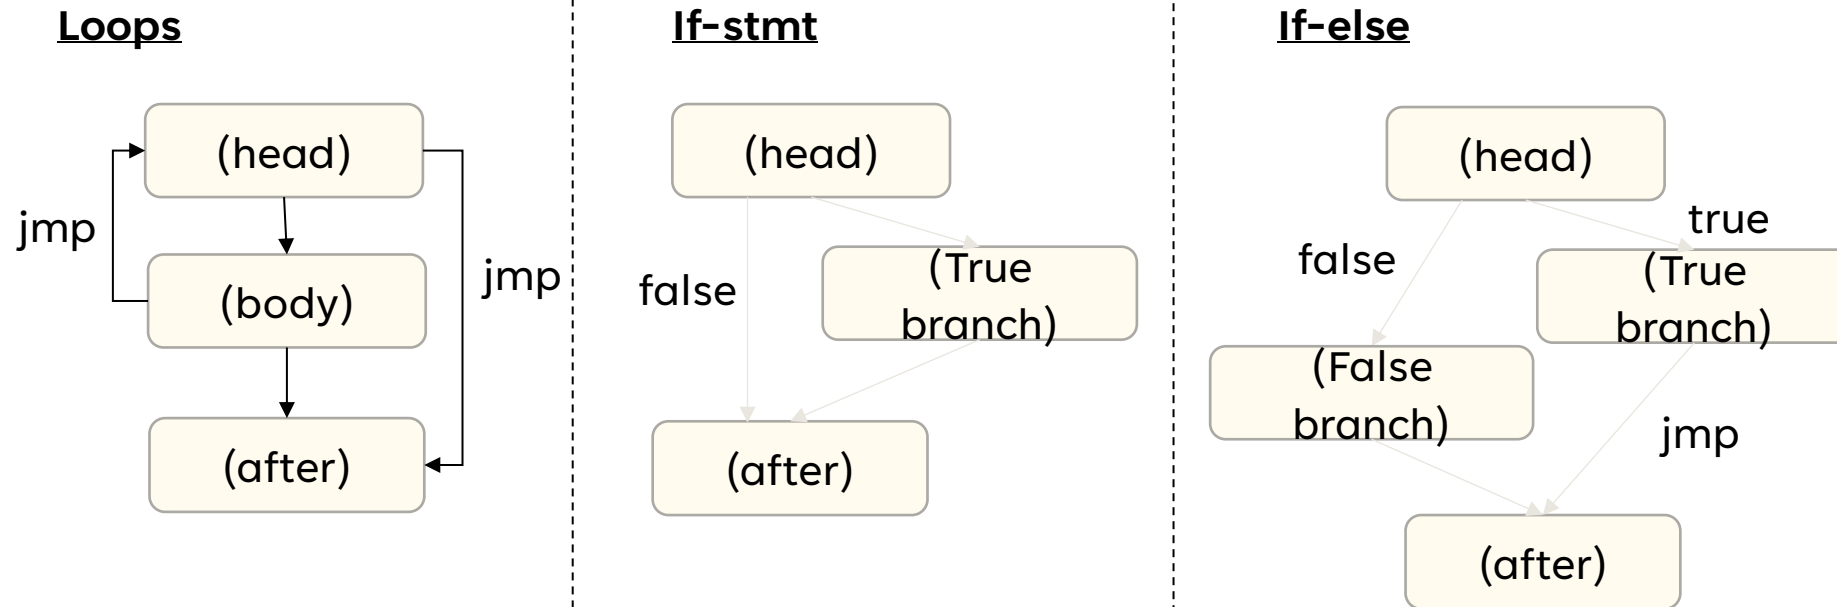 Loops
(head)
jmp
(body)
jmp
(after)
If-stmt
(head)
false
(True
branch)
(after)
If-else
(head)
true
false
(True
branch)
(False
branch)
jmp
(after)